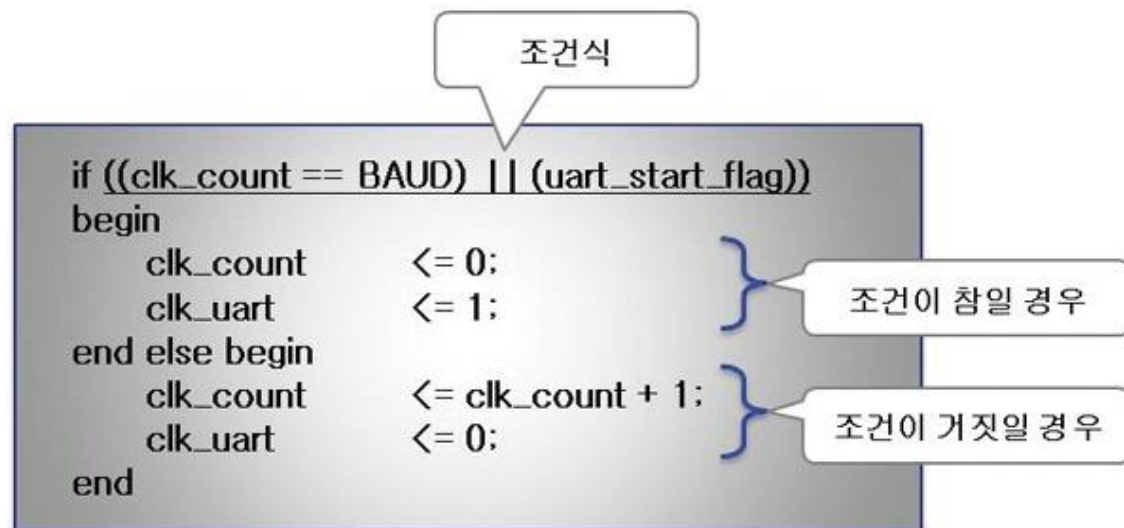 조건식
if ((clk_count == BAUD) || (uart_start_flag))
begin
clk_count <= 0;
clk_uart <= 1;
조건이 참일 경우
end else begin
clk_count <= clk_count + 1;
clk_uart <= 0;
조건이 거짓일 경우
end